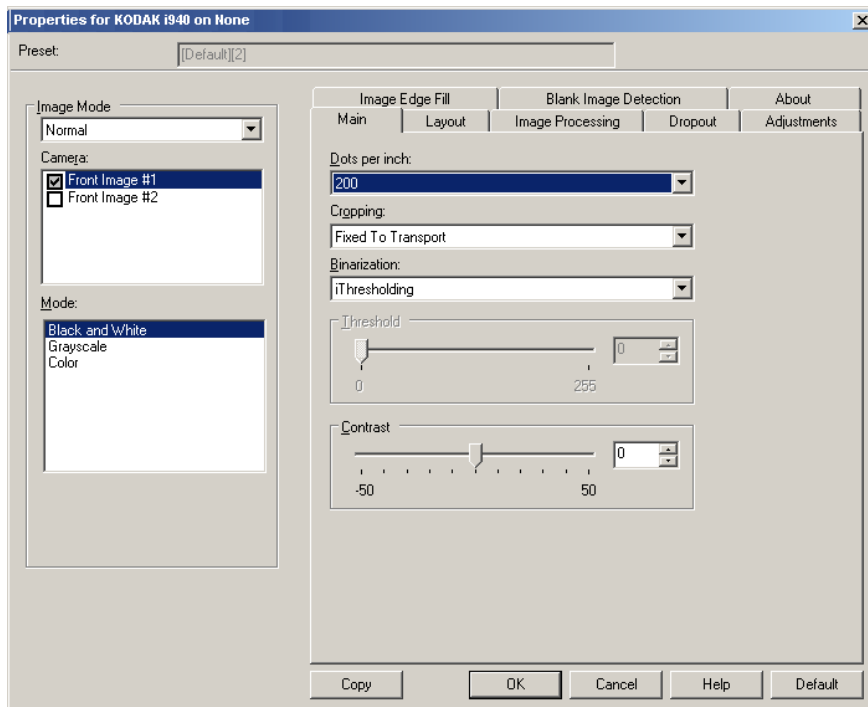 Properties for KODAK i940 on None
Preset:
[Default][2]
Image Mode
Normal
Camera:
Front Image #1
Front Image #2
Mode:
Black and White
Grayscale
Color
Image Edge Fill
Blank Image Detection
About
Main
Layout
Image Processing
Dropout
Adjustments
Dots per inch:
200
Cropping:
Fixed To Transport
Binarization:
iThresholding
Threshold
0
0
255
Contrast
0
-50
50
Copy
OK
Cancel
Help
Default